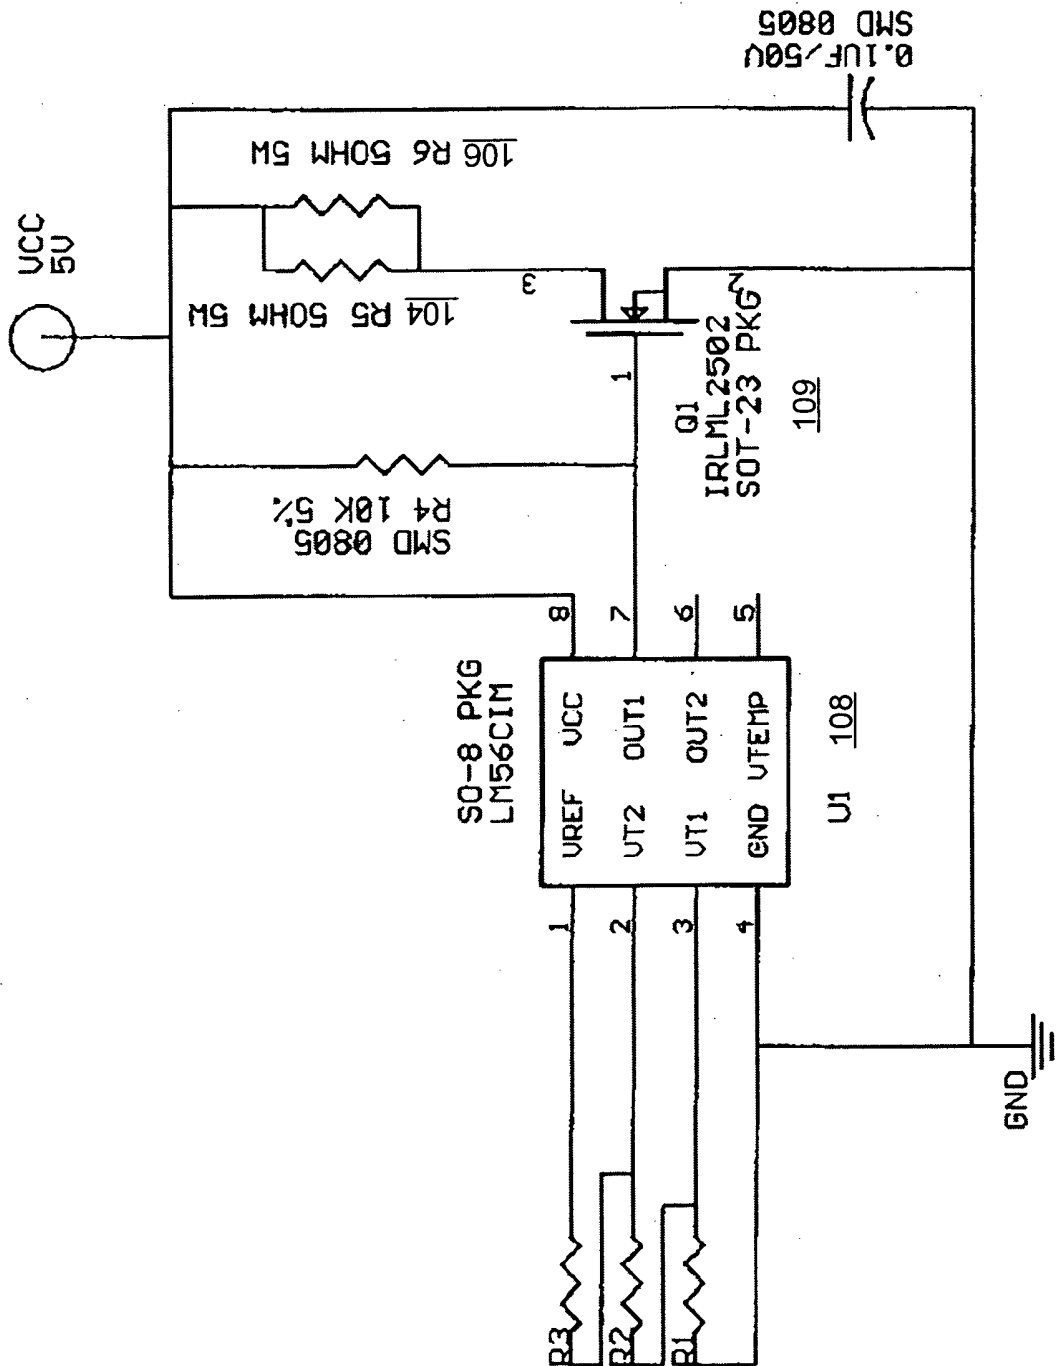 VCC
5V
0.1UF/50V
SMD 0805
106 R6 5OHM 5W
104 R5 5OHM 5W
3
2
1
Q1
IRLML2502
SOT-23 PKG
109
R4 10K 5%
SMD 0805
8
7
6
5
SO-8 PKG
LM56CIM
VREF VCC
VT2 OUT1
VT1 OUT2
GND VTEMP
U1 108
1
2
3
4
R3
R2
R1
GND